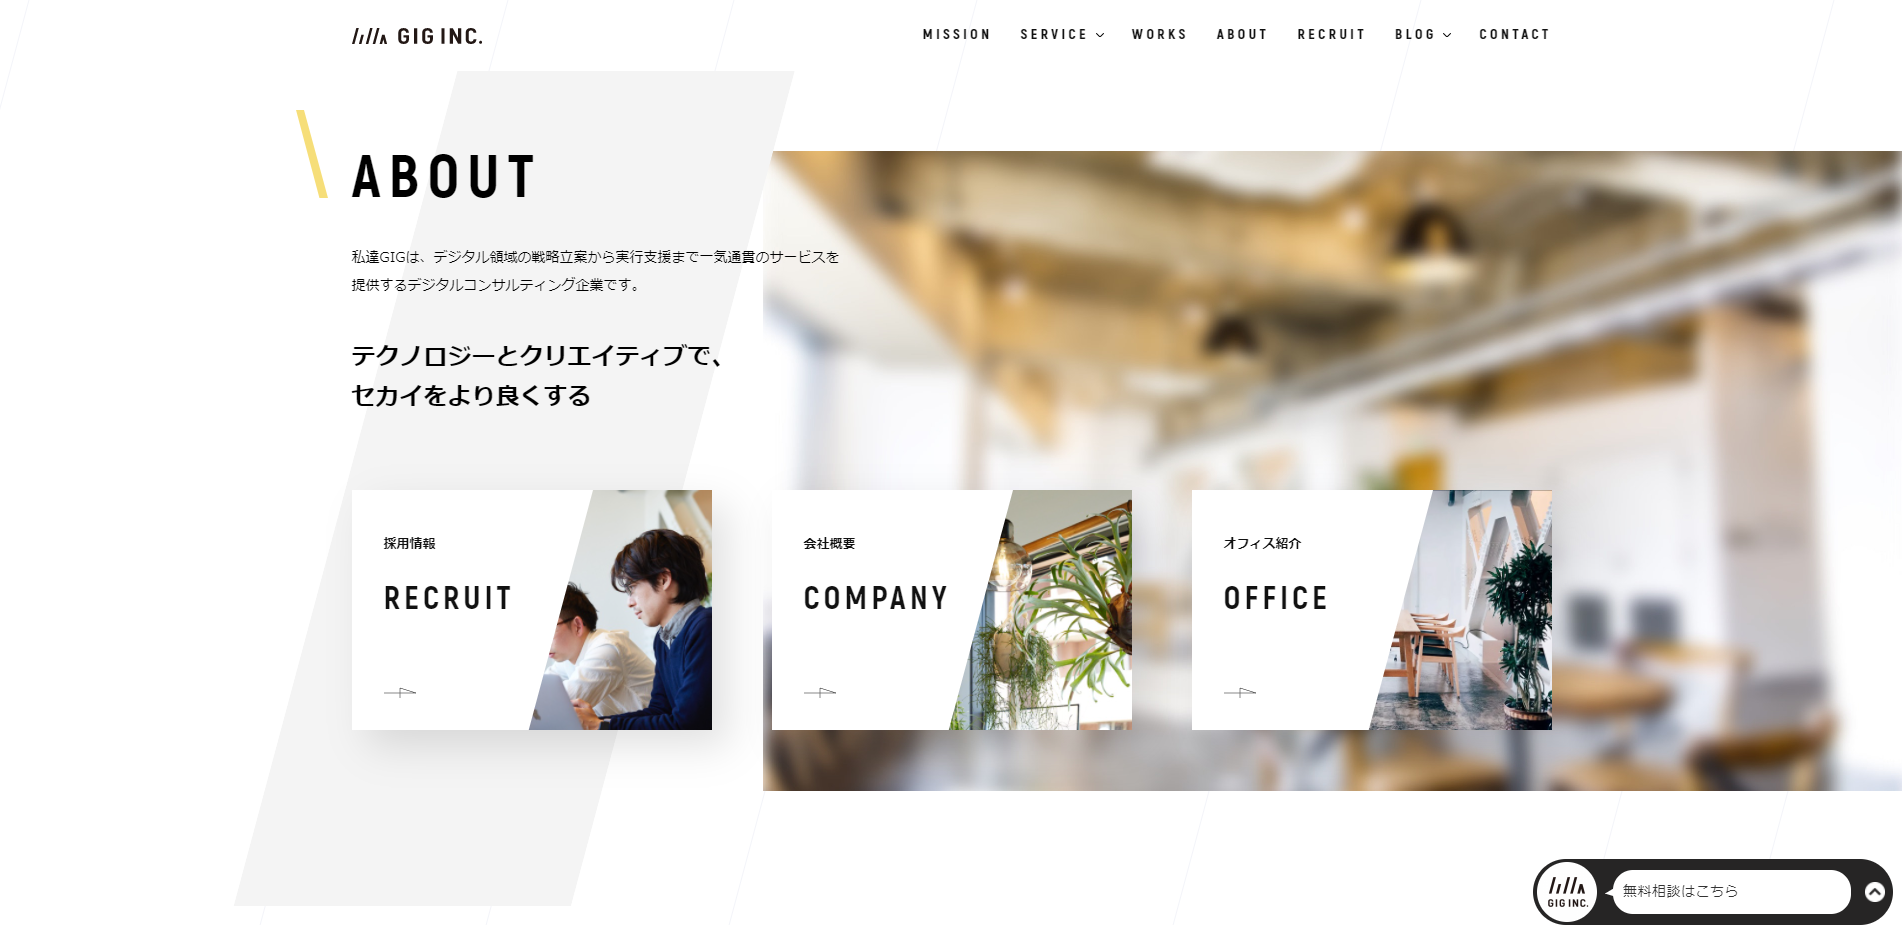 GIG INC.
MISSION
SERVICE
WORKS
ABOUT
RECRUIT
BLOG
CONTACT
ABOUT
私達GIGは、デジタル領域の戦略立案から実行支援まで一気通貫のサービスを
提供するデジタルコンサルティング企業です。
テクノロジーとクリエイティブで、
セカイをより良くする
採用情報
RECRUIT
会社概要
COMPANY
オフィス紹介
OFFICE
GIG INC.
無料相談はこちら